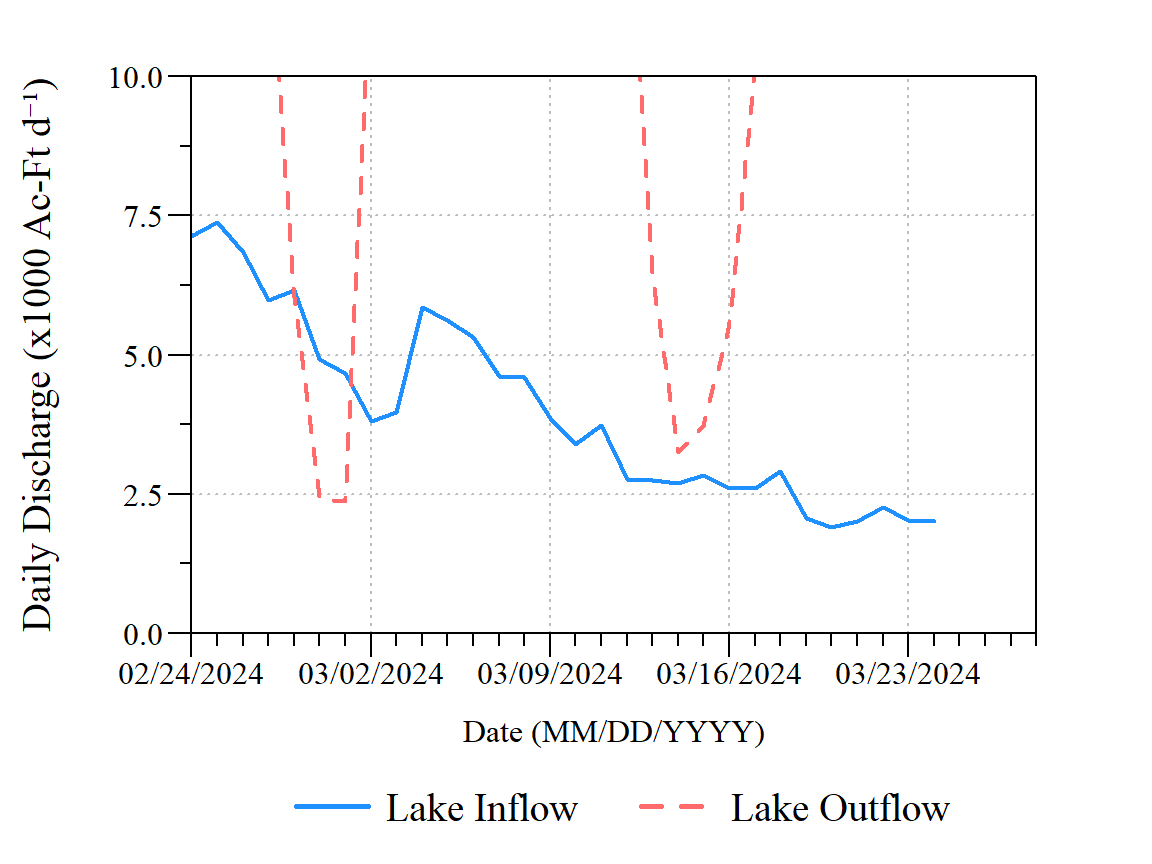 Daily Discharge (x1000 Ac-Ft d⁻¹)
10.0
7.5
5.0
2.5
0.0
02/24/2024 03/02/2024 03/09/2024 03/16/2024 03/23/2024
Date (MM/DD/YYYY)
Lake Inflow Lake Outflow